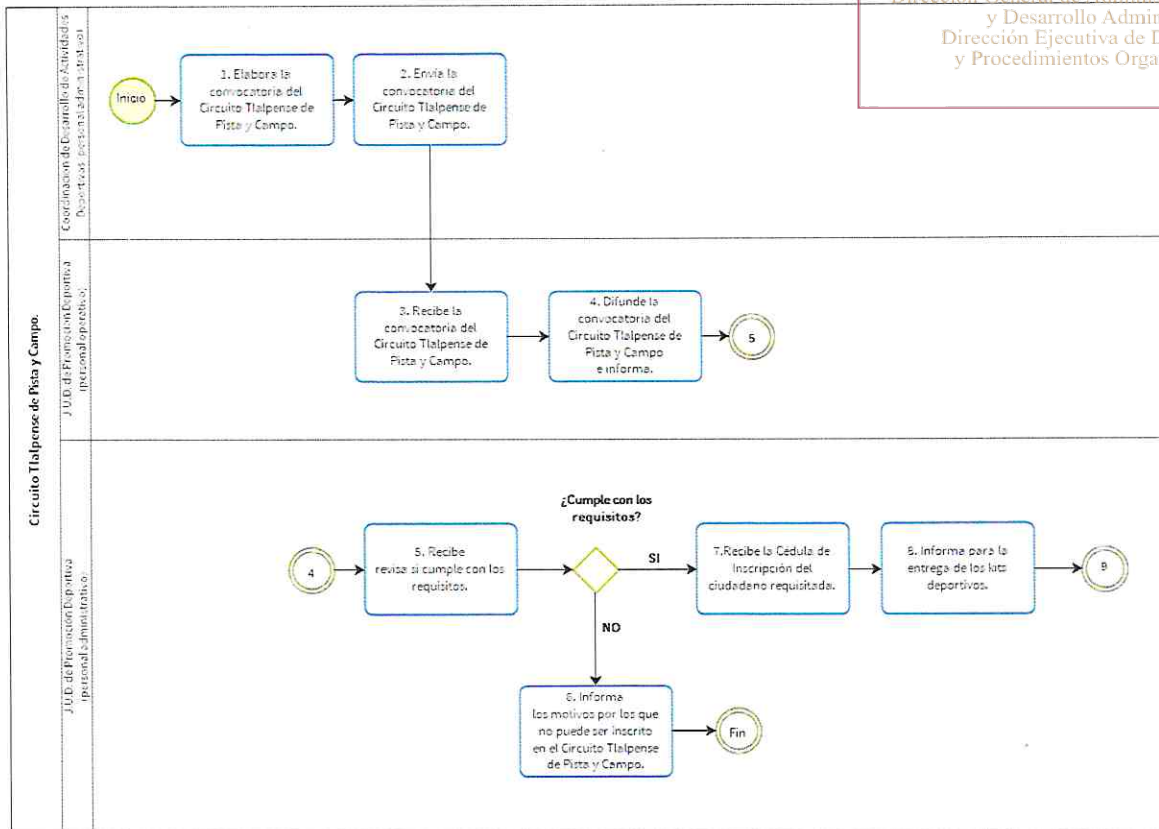 Dirección General de
y Desarrollo Admin
Dirección Ejecutiva de D
y Procedimientos Orga
Circuito Tlalpense de Pista y Campo.
Coordinación de Desarrollo de Actividades
Deportivas (personal administrativo)
Inicio
1. Elabora la
convocatoria del
Circuito Tlalpense de
Pista y Campo.
2. Envía la
convocatoria del
Circuito Tlalpense de
Pista y Campo.
J.U.D. de Promoción Deportiva
(personal operativo)
3. Recibe la
convocatoria del
Circuito Tlalpense de
Pista y Campo.
4. Difunde la
convocatoria del
Circuito Tlalpense de
Pista y Campo
e informa.
5
J.U.D. de Promoción Deportiva
(personal administrativo)
4
5. Recibe
revisa si cumple con los
requisitos.
¿Cumple con los
requisitos?
SI
7.Recibe la Cédula de
Inscripción del
ciudadano requisitada.
8. Informa para la
entrega de los kits
deportivos.
9
NO
6. Informa
los motivos por los que
no puede ser inscrito
en el Circuito Tlalpense
de Pista y Campo.
Fin